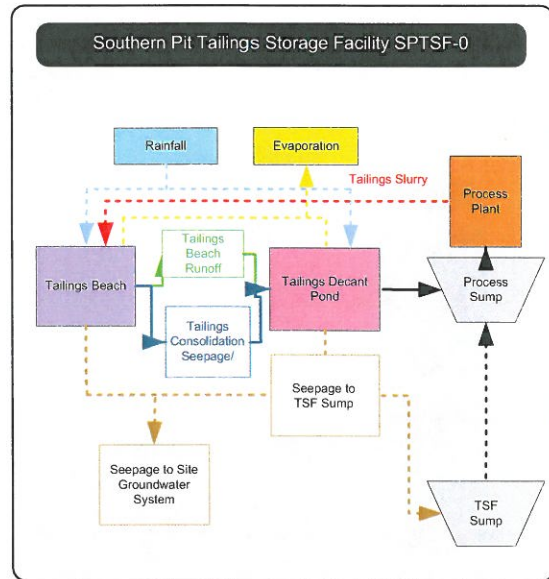 Southern Pit Tailings Storage Facility SPTSF-0
Rainfall
Evaporation
Tailings Slurry
Process
Plant
Tailings Beach
Tailings
Beach
Runoff
Tailings Decant
Pond
Process
Sump
Tailings
Consolidation
Seepage/
Seepage to
TSF Sump
Seepage to Site
Groundwater
System
TSF
Sump